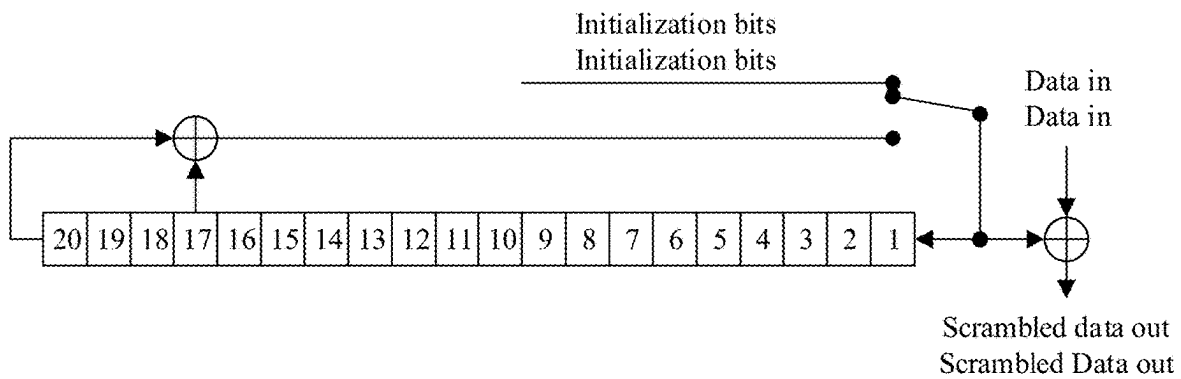 Initialization bits
Initialization bits
Data in
Data in
20 19 18 17 16 15 14 13 12 11 10 9 8 7 6 5 4 3 2 1
Scrambled data out
Scrambled Data out